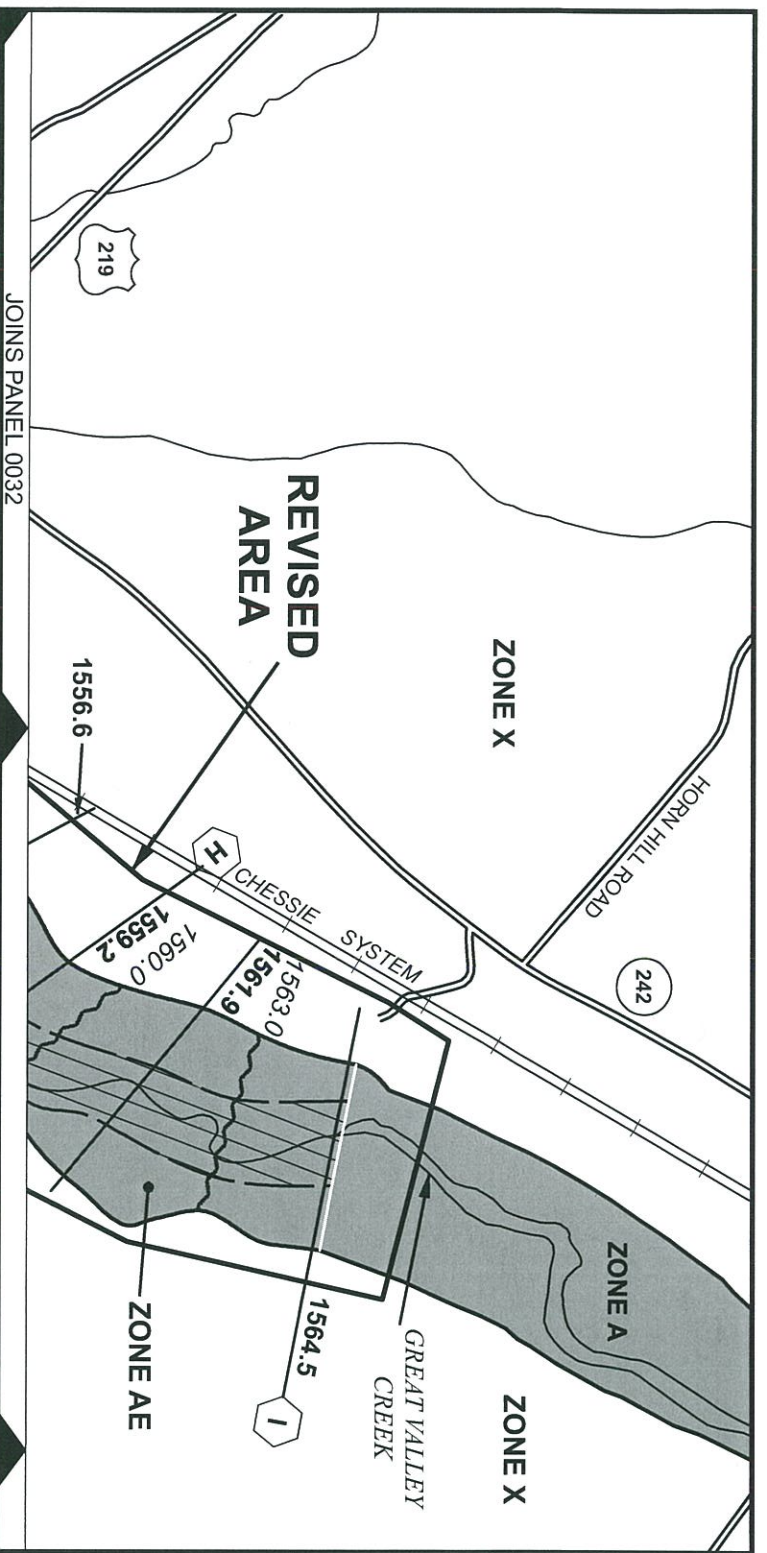 219
JOINS PANEL 0032
REVISED
AREA
ZONE X
HORN HILL ROAD
242
1556.6
H
CHESSIE SYSTEM
1559.2
1560.0
1561.9
1563.0
ZONE A
ZONE AE
1564.5
I
GREAT VALLEY
CREEK
ZONE X